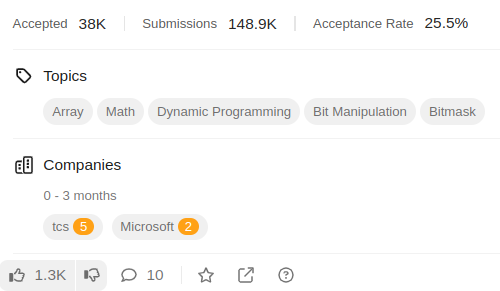 Accepted 38K Submissions 148.9K Acceptance Rate 25.5%
Topics
Array Math Dynamic Programming Bit Manipulation Bitmask
Companies
0 - 3 months
tcs 5 Microsoft 2
1.3K 10